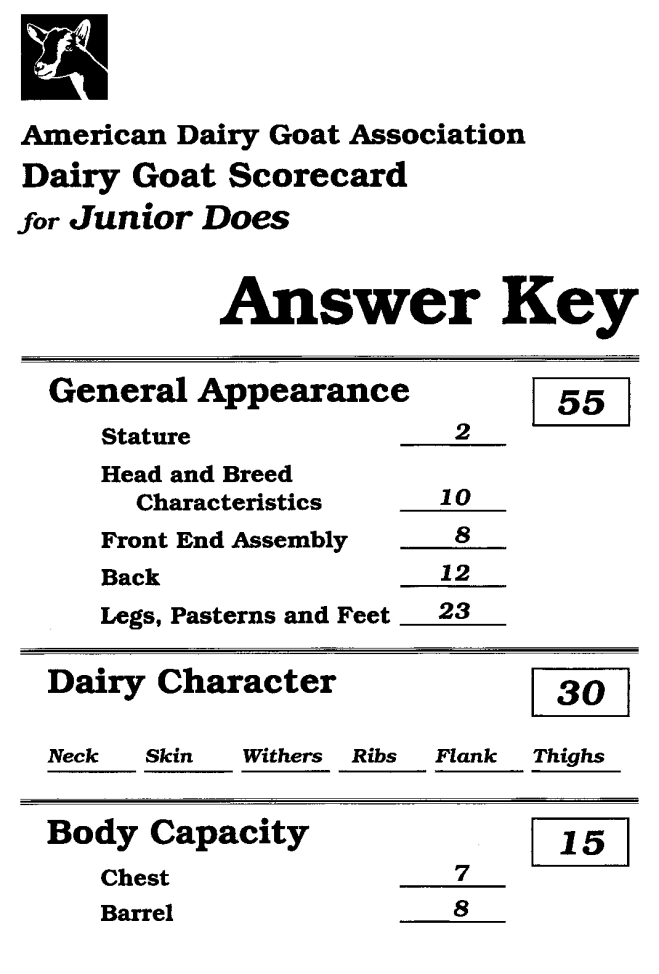 American Dairy Goat Association
Dairy Goat Scorecard
for Junior Does
Answer Key
General Appearance 55
Stature 2
Head and Breed
Characteristics 10
Front End Assembly 8
Back 12
Legs, Pasterns and Feet 23
Dairy Character 30
Neck Skin Withers Ribs Flank Thighs
Body Capacity 15
Chest 7
Barrel 8